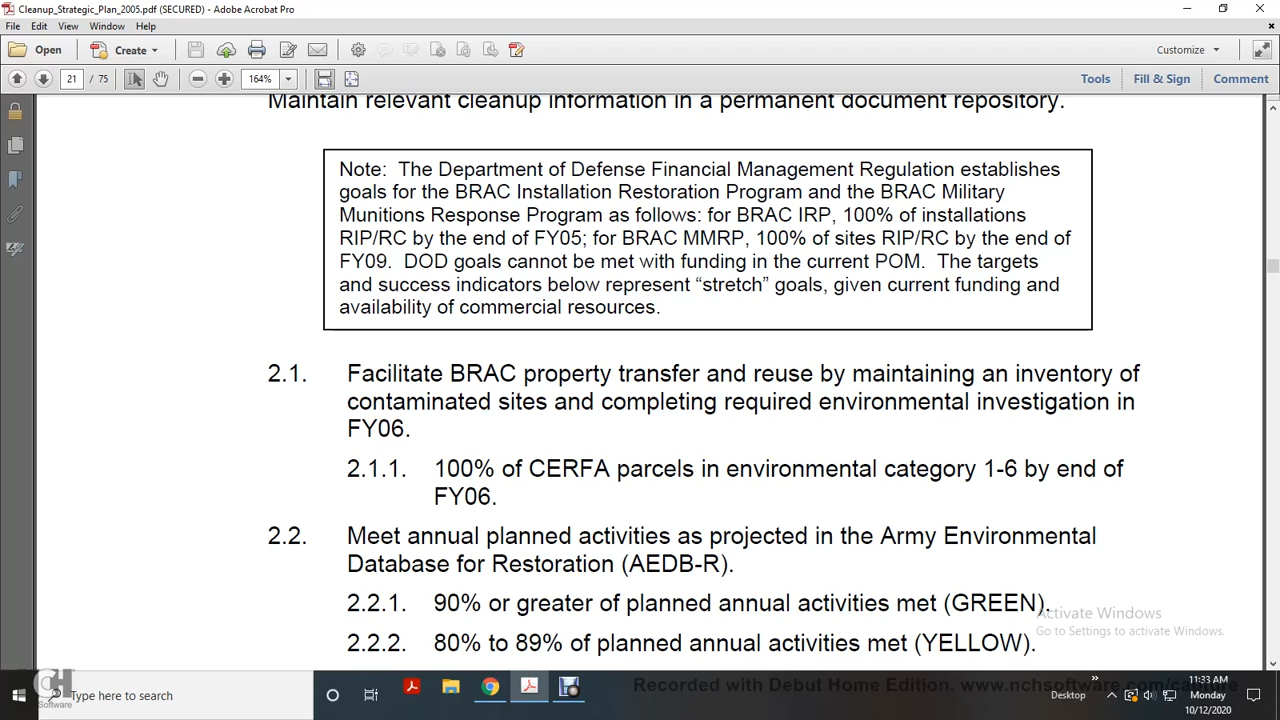 Cleanup_Strategic_Plan_2005.pdf (SECURED) - Adobe Acrobat Pro
File Edit View Window Help
Open Create Customize
21 / 75 164% Tools Fill & Sign Comment
Maintain relevant cleanup information in a permanent document repository.
Note: The Department of Defense Financial Management Regulation establishes
goals for the BRAC Installation Restoration Program and the BRAC Military
Munitions Response Program as follows: for BRAC IRP, 100% of installations
RIP/RC by the end of FY05; for BRAC MMRP, 100% of sites RIP/RC by the end of
FY09. DOD goals cannot be met with funding in the current POM. The targets
and success indicators below represent “stretch” goals, given current funding and
availability of commercial resources.
2.1. Facilitate BRAC property transfer and reuse by maintaining an inventory of
contaminated sites and completing required environmental investigation in
FY06.
2.1.1. 100% of CERFA parcels in environmental category 1-6 by end of
FY06.
2.2. Meet annual planned activities as projected in the Army Environmental
Database for Restoration (AEDB-R).
2.2.1. 90% or greater of planned annual activities met (GREEN).
2.2.2. 80% to 89% of planned annual activities met (YELLOW).
Activate Windows
Go to Settings to activate Windows.
Recorded with Debut Home Edition. www.nchsoftware.com/capture
CH
Software
Type here to search
Desktop
11:33 AM
Monday
10/12/2020